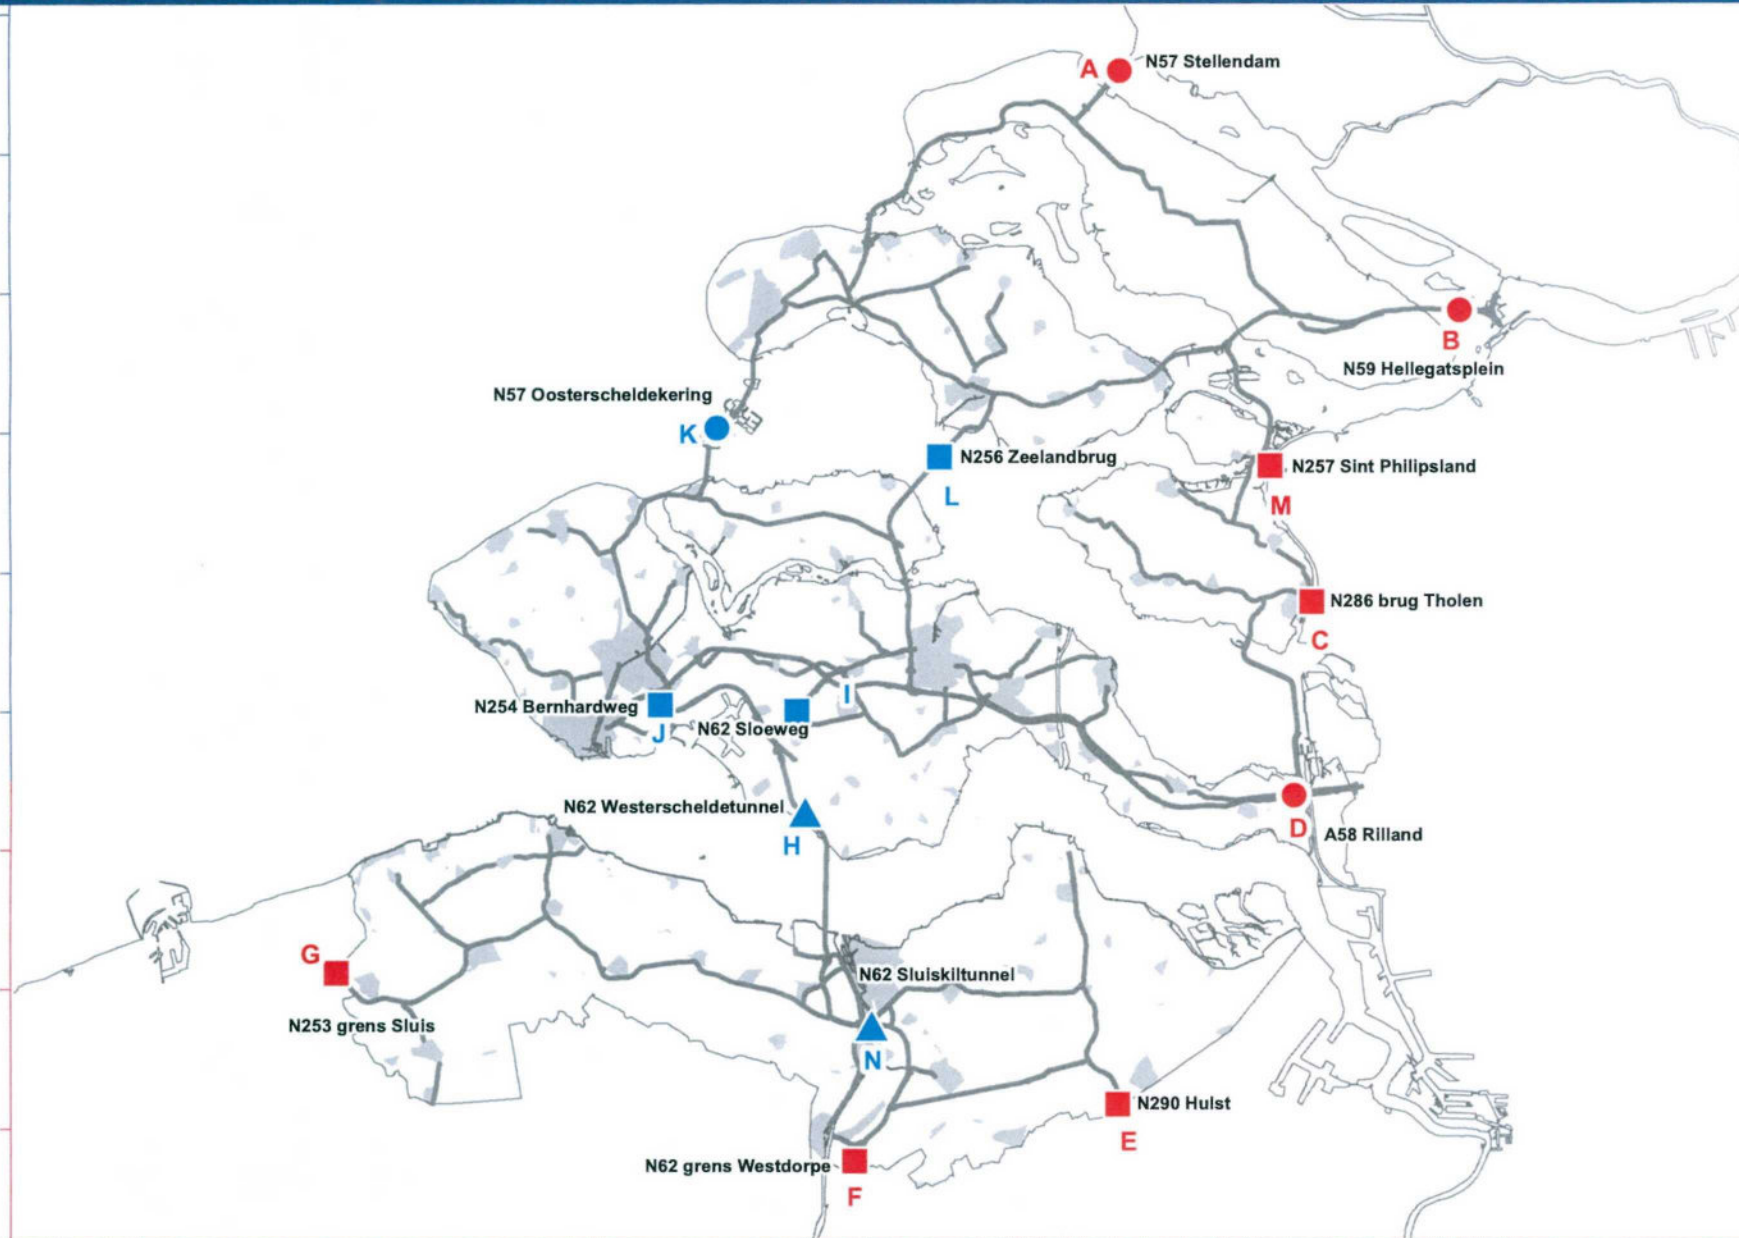 A N57 Stellendam
B
N59 Hellegatsplein
N57 Oosterscheldekering
K
N256 Zeelandbrug
L
N257 Sint Philipsland
M
N286 brug Tholen
C
N254 Bernhardweg
J
I
N62 Sloeweg
N62 Westerscheldetunnel
H
D
A58 Rilland
G
N253 grens Sluis
N62 Sluiskiltunnel
N
N290 Hulst
E
N62 grens Westdorpe
F